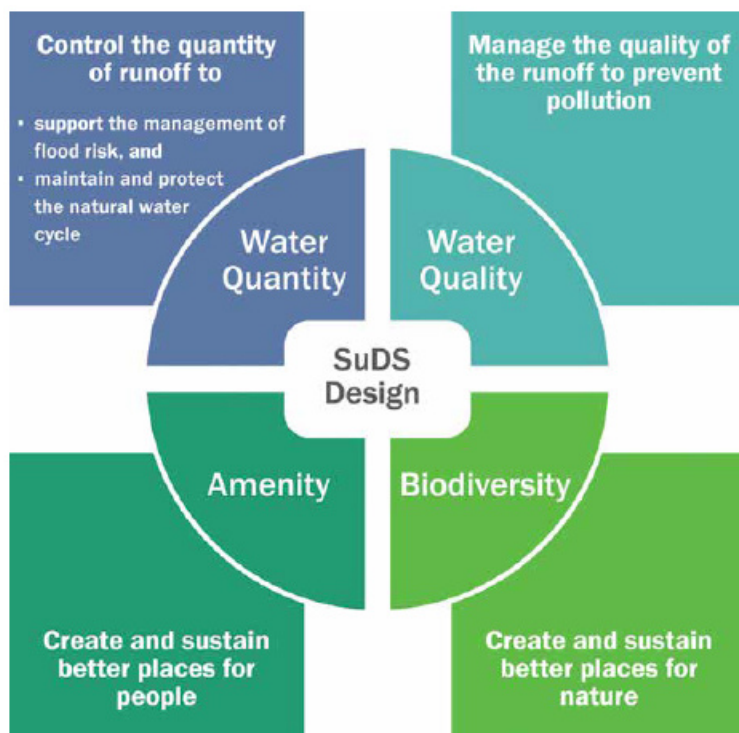 Control the quantity
of runoff to
• support the management of
flood risk, and
• maintain and protect
the natural water
cycle
Manage the quality of
the runoff to prevent
pollution
Water
Quantity
Water
Quality
SuDS
Design
Amenity
Biodiversity
Create and sustain
better places for
people
Create and sustain
better places for
nature